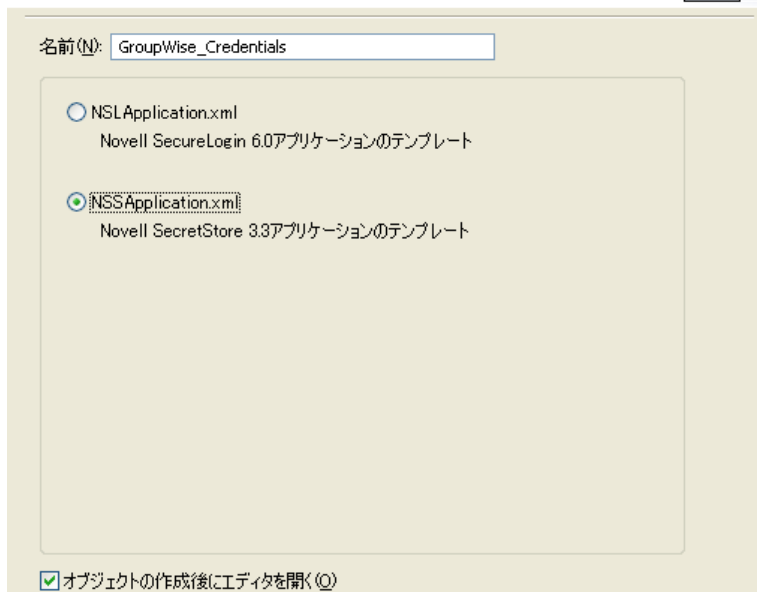 名前(N): GroupWise_Credentials
NSLApplication.xml
Novell SecureLogin 6.0アプリケーションのテンプレート
NSSApplication.xml
Novell SecretStore 3.3アプリケーションのテンプレート
オブジェクトの作成後にエディタを開く(O)